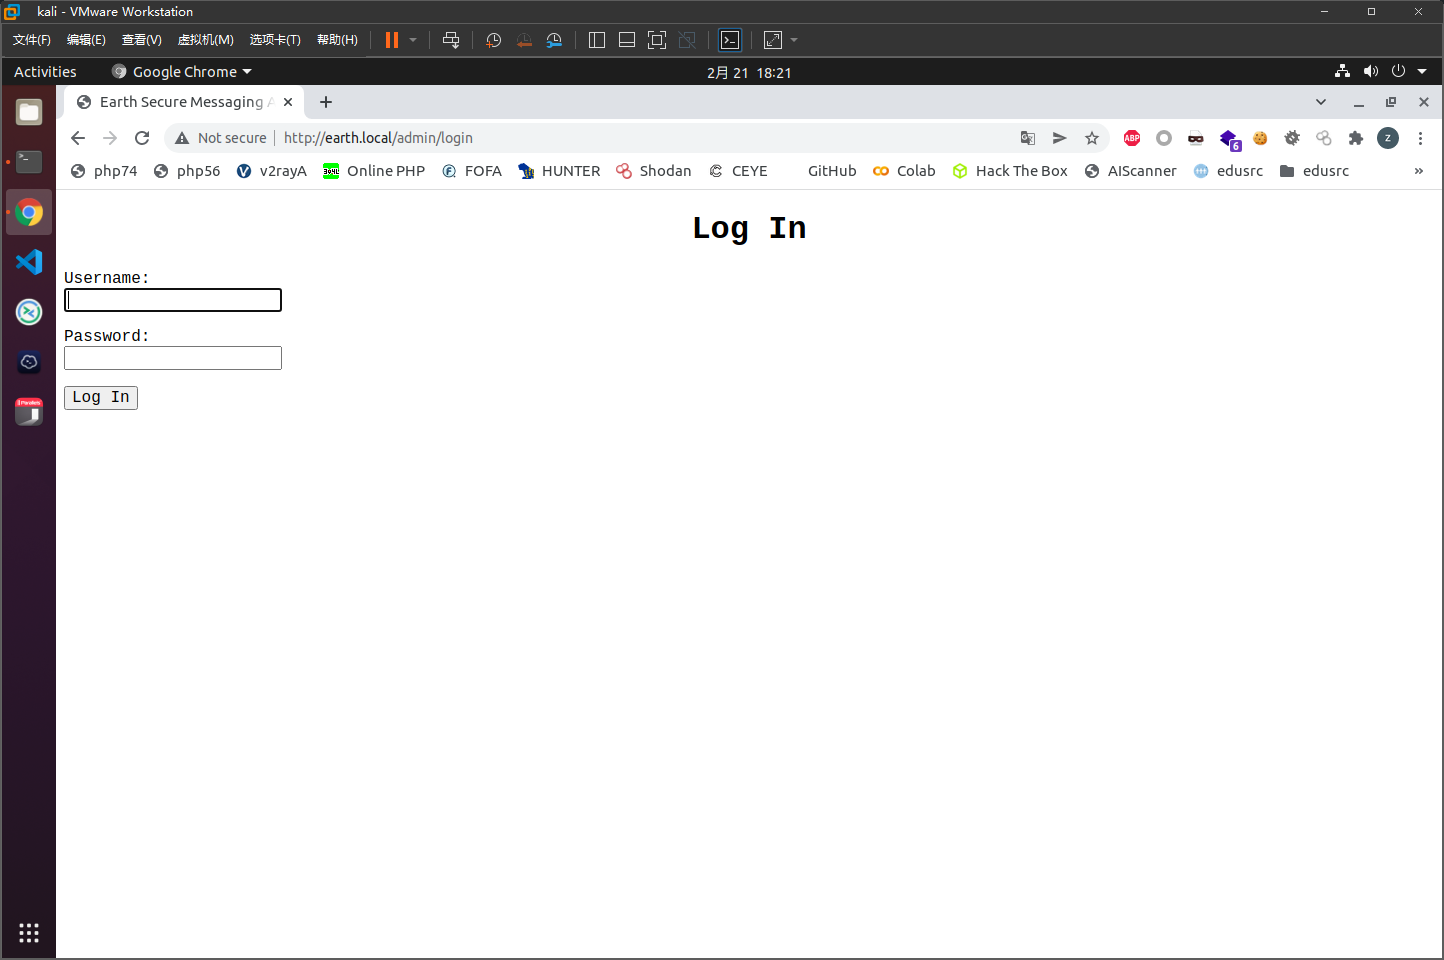 kali - VMware Workstation
文件(F) 编辑(E) 查看(V) 虚拟机(M) 选项卡(T) 帮助(H)
Activities Google Chrome 2月 21 18:21
Earth Secure Messaging A
Not secure http://earth.local/admin/login ABP 6 z
php74 php56 v2rayA Online PHP FOFA HUNTER Shodan CEYE GitHub Colab Hack The Box AIScanner edusrc edusrc »
Log In
Username:
Password:
Log In